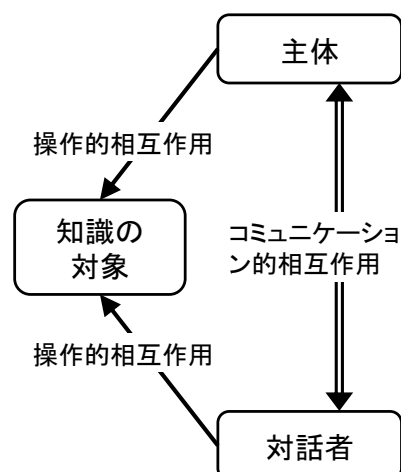 主体
操作的相互作用
知識の
対象
コミュニケーショ
ン的相互作用
操作的相互作用
対話者